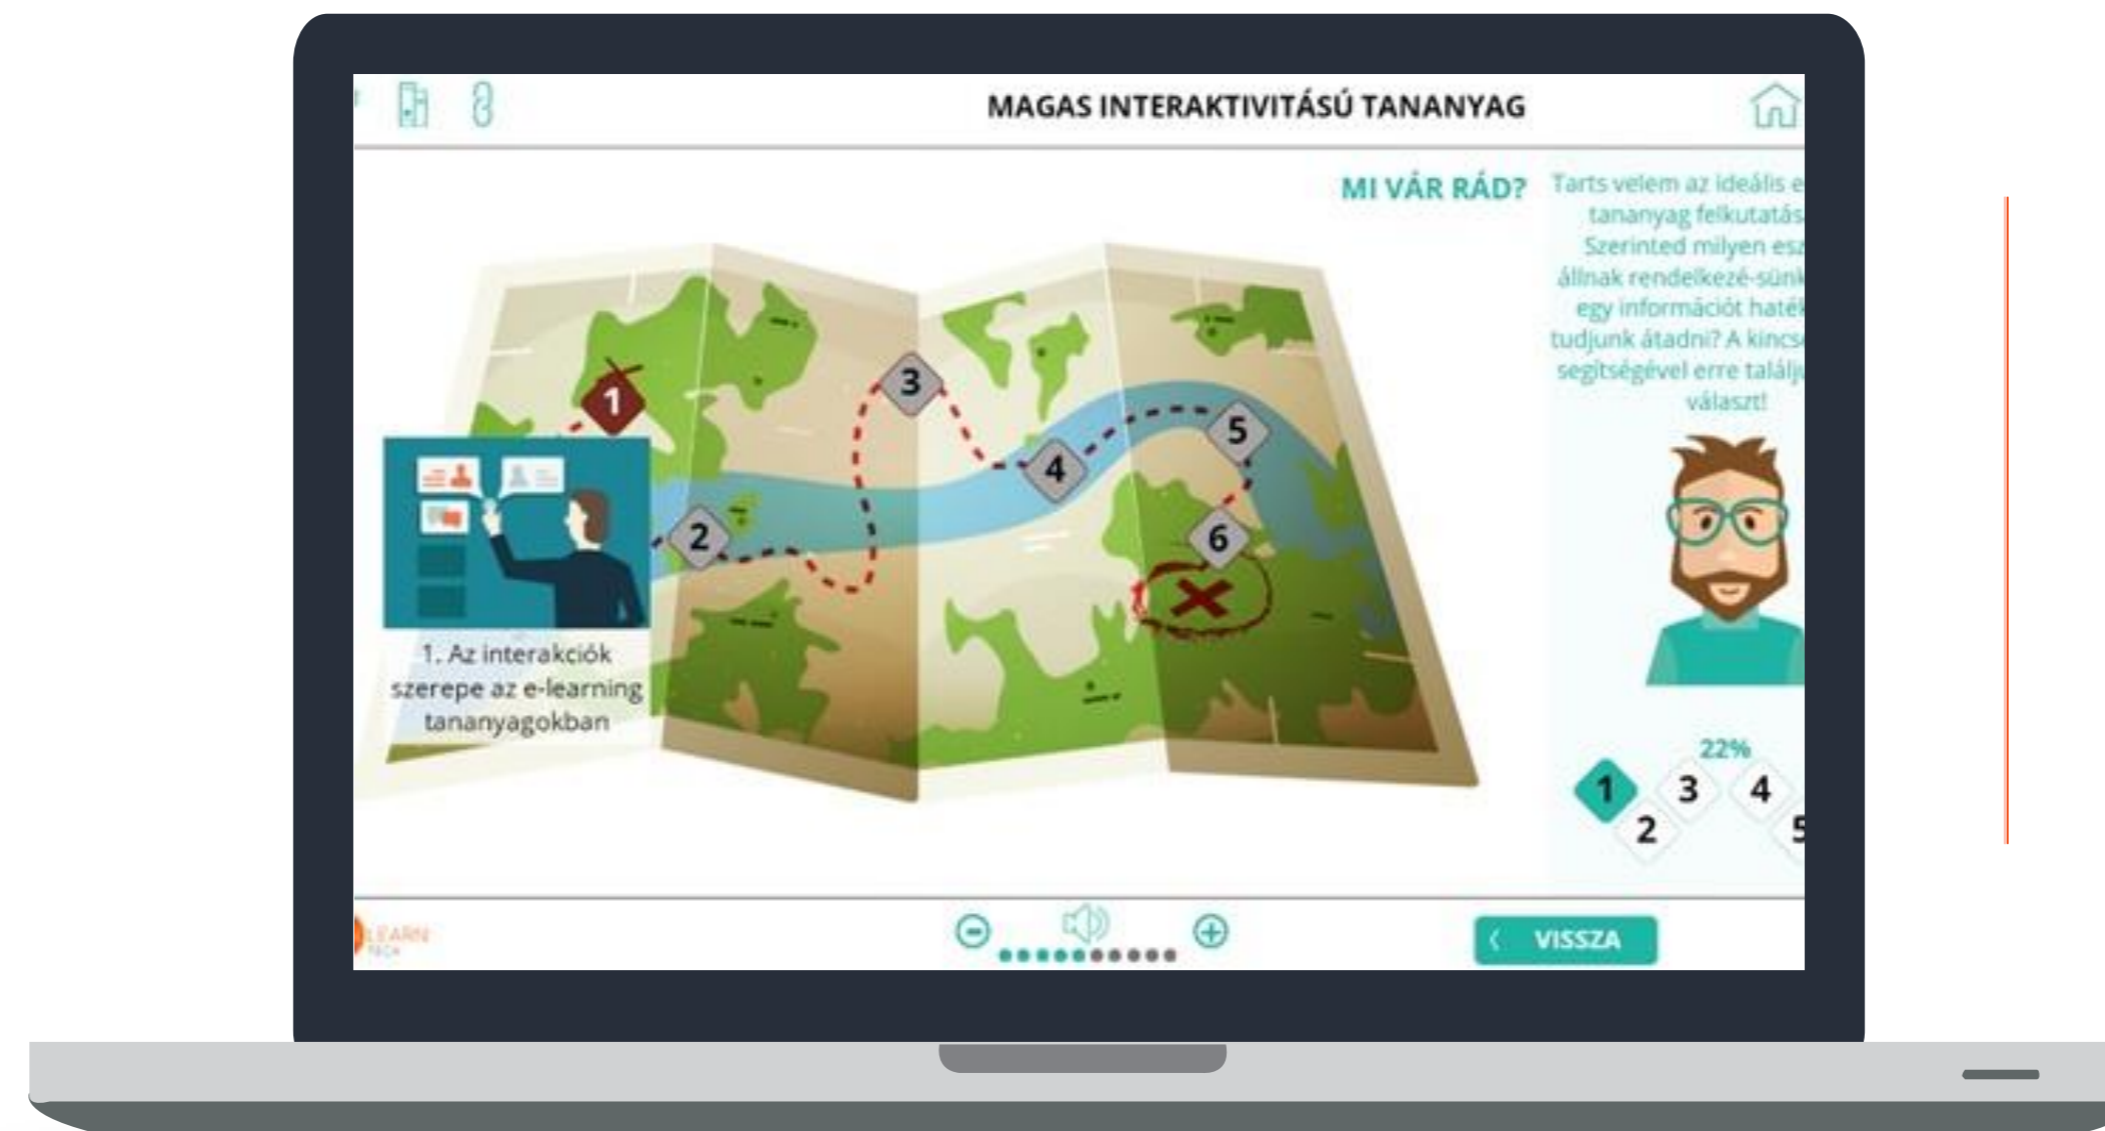 MAGAS INTERAKTIVITÁSÚ TANANYAG
MI VÁR RÁD?
Tarts velem az ideális e
tananyag felkutatás
Szerinted milyen esz
állnak rendelkezé-sünk
egy információt haték
tudjunk átadni? A kincs
segítségével erre találj
választ!
1
2
3
4
5
6
1. Az interakciók
szerepe az e-learning
tananyagokban
22%
1
3
4
2
5
LEARN
TECH
VISSZA